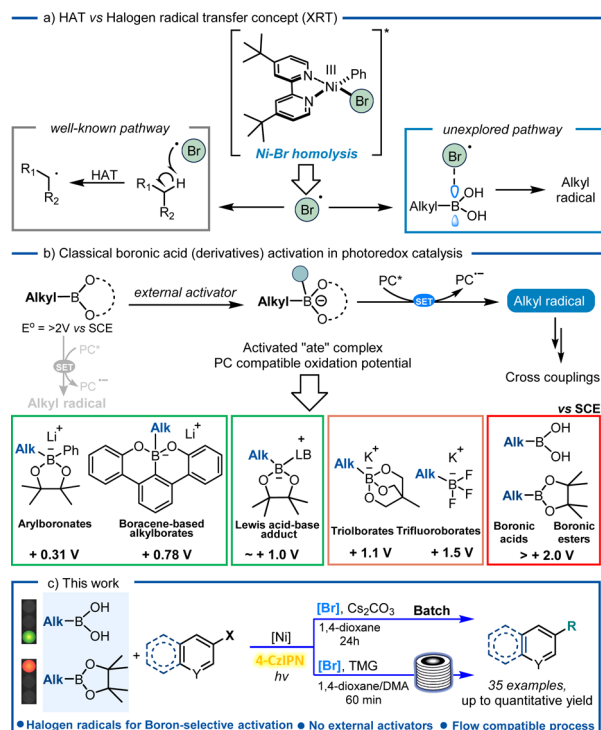 a) HAT vs Halogen radical transfer concept (XRT)
*
III
N
Ph
Ni
N
Br
Ni-Br homolysis
well-known pathway
Br
R1
R2
HAT
R1
H
R2
Br
unexplored pathway
Br
OH
Alkyl B
OH
Alkyl
radical
b) Classical boronic acid (derivatives) activation in photoredox catalysis
Alkyl B O O
E° = >2V vs SCE
external activator
Alkyl B O O ⊖
PC* PC•−
SET
Alkyl radical
PC*
SET
PC•−
Alkyl radical
Activated "ate" complex
PC compatible oxidation potential
Cross couplings
vs SCE
Li+
Alk Ph
B
O O
Arylboronates
+ 0.31 V
Alk Li+
O B O
Boracene-based
alkylborates
+ 0.78 V
Alk LB
B
O O
Lewis acid-base
adduct
~ + 1.0 V
K+
Alk B O
O O
Triolborates
+ 1.1 V
K+
Alk B F
F F
Trifluoroborates
+ 1.5 V
OH
Alk B OH
Alk B O
O
Boronic
acids
Boronic
esters
> + 2.0 V
c) This work
OH
Alk B OH
Alk B O
O
+
X
Y
[Ni]
4-CzIPN
hν
[Br], Cs2CO3 Batch
1,4-dioxane
24h
[Br], TMG
1,4-dioxane/DMA
60 min
R
Y
35 examples,
up to quantitative yield
● Halogen radicals for Boron-selective activation ● No external activators ● Flow compatible process